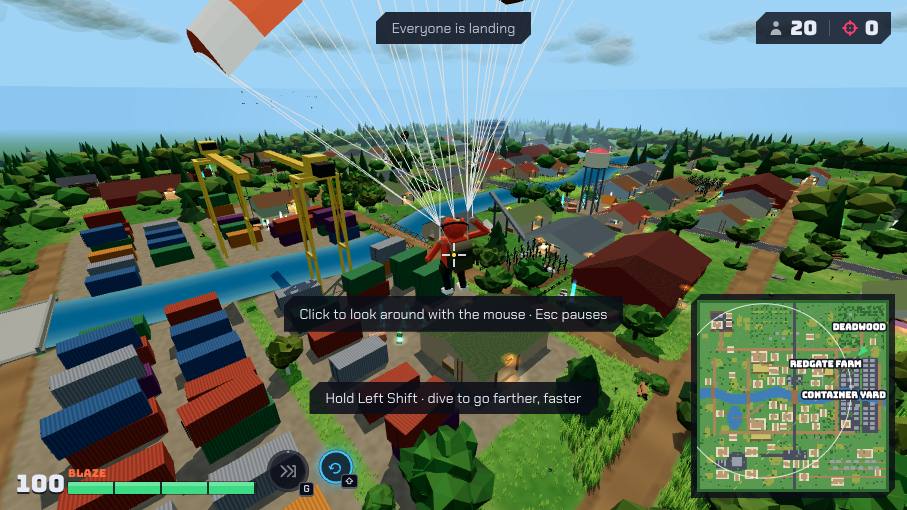 Everyone is landing
20
0
Click to look around with the mouse · Esc pauses
DEADWOOD
REDGATE FARM
CONTAINER YARD
Hold Left Shift · dive to go farther, faster
BLAZE
100
G